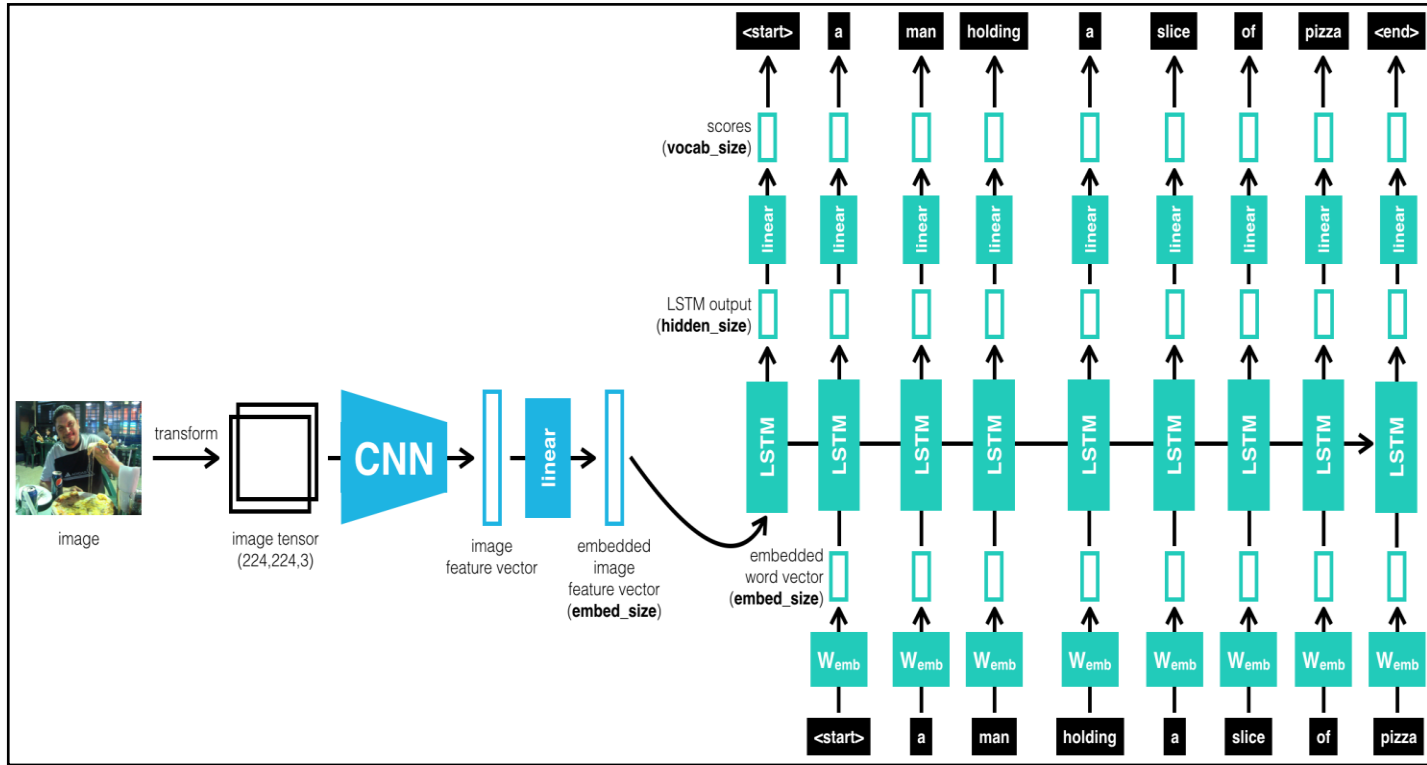 <start> a man holding a slice of pizza <end>
scores
(vocab_size)
linear linear linear linear linear linear linear linear linear
LSTM output
(hidden_size)
LSTM LSTM LSTM LSTM LSTM LSTM LSTM LSTM LSTM
transform
CNN
linear
image
image tensor
(224,224,3)
image
feature vector
embedded
image
feature vector
(embed_size)
embedded
word vector
(embed_size)
Wemb Wemb Wemb Wemb Wemb Wemb Wemb Wemb
<start> a man holding a slice of pizza